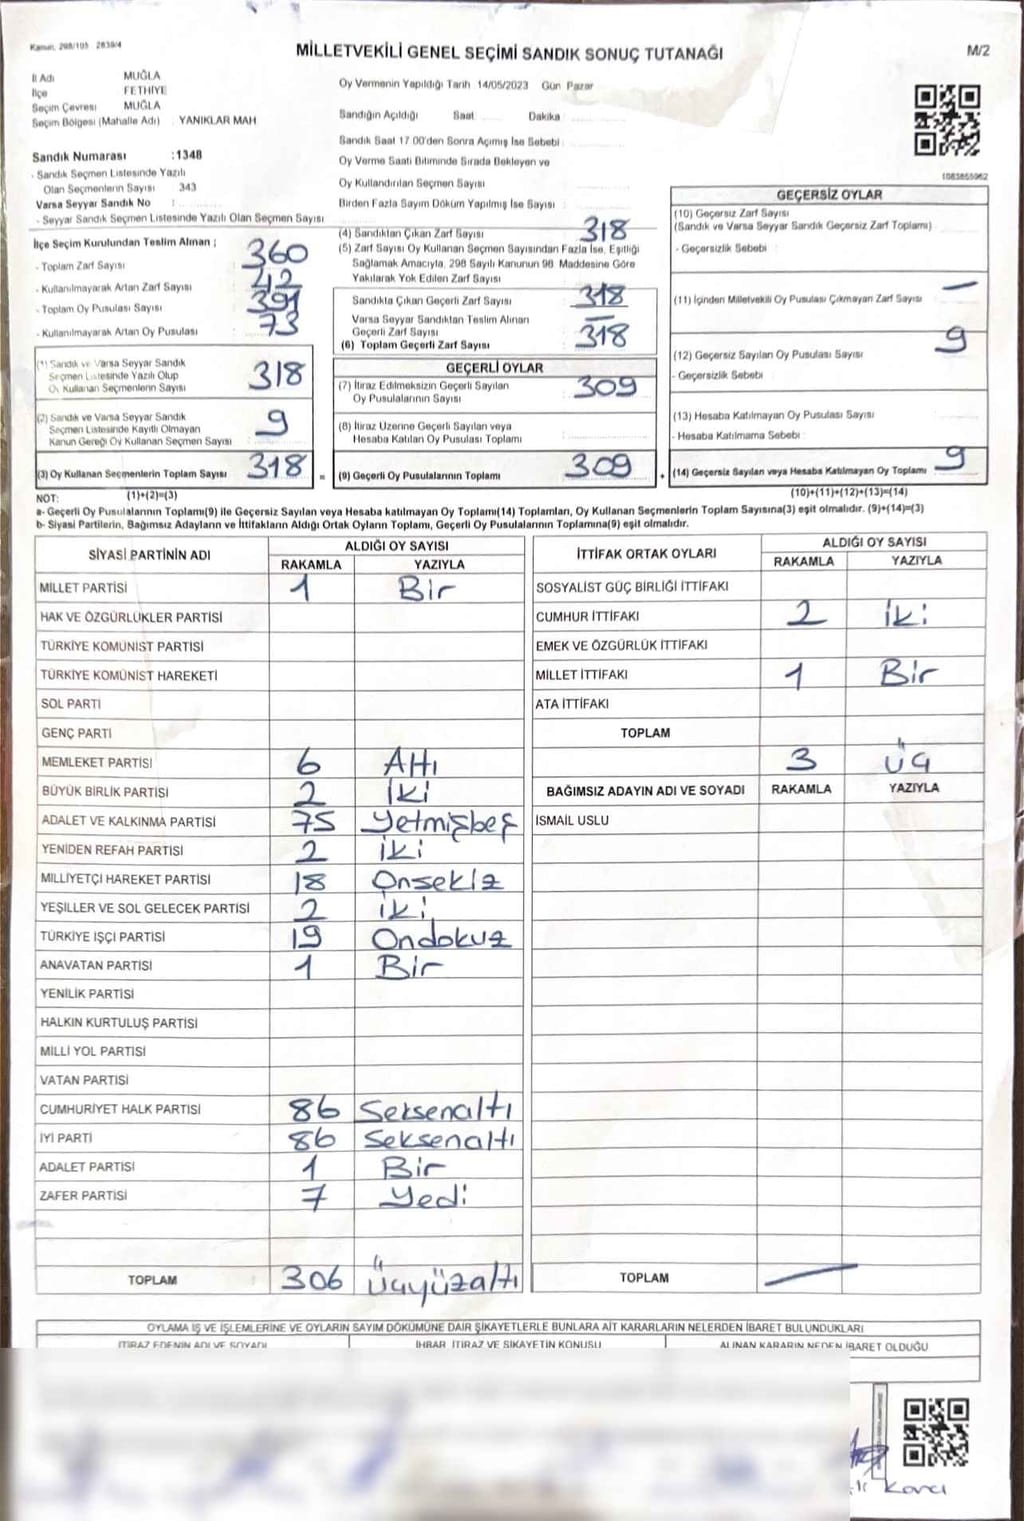 Kanun, 298/105 2839/4
MİLLETVEKİLİ GENEL SEÇİMİ SANDIK SONUÇ TUTANAĞI
M/2
İl Adı MUĞLA
İlçe FETHİYE
Seçim Çevresi MUĞLA
Seçim Bölgesi (Mahalle Adı) : YANIKLAR MAH
Sandık Numarası :1348
- Sandık Seçmen Listesinde Yazılı
Olan Seçmenlerin Sayısı 343
Varsa Seyyar Sandık No :
- Seyyar Sandık Seçmen Listesinde Yazılı Olan Seçmen Sayısı
Oy Vermenin Yapıldığı Tarih 14/05/2023 Gün Pazar
Sandığın Açıldığı Saat Dakika
Sandık Saat 17 00'den Sonra Açımış İse Sebebi
Oy Verme Saati Bitiminde Sırada Bekleyen ve
Oy Kullandırılan Seçmen Sayısı
Birden Fazla Sayım Döküm Yapılmış İse Sayısı
1083855962
İlçe Seçim Kurulundan Teslim Alınan ;
- Toplam Zarf Sayısı 360
- Kullanılmayarak Artan Zarf Sayısı 42
- Toplam Oy Pusulası Sayısı 391
- Kullanılmayarak Artan Oy Pusulası 73
(1) Sandık ve Varsa Seyyar Sandık
Seçmen Listesinde Yazılı Olup
Oy Kullanan Seçmenlerin Sayısı 318
(2) Sandık ve Varsa Seyyar Sandık
Seçmen Listesinde Kayıtlı Olmayan
Kanun Gereği Oy Kullanan Seçmen Sayısı 9
(3) Oy Kullanan Seçmenlerin Toplam Sayısı 318 =
(4) Sandıktan Çıkan Zarf Sayısı 318
(5) Zarf Sayısı Oy Kullanan Seçmen Sayısından Fazla İse, Eşitliği
Sağlamak Amacıyla, 298 Sayılı Kanunun 98 Maddesine Göre
Yakılarak Yok Edilen Zarf Sayısı
Sandıkta Çıkan Geçerli Zarf Sayısı 318
Varsa Seyyar Sandıktan Teslim Alınan
Geçerli Zarf Sayısı —
(6) Toplam Geçerli Zarf Sayısı 318
GEÇERLİ OYLAR
(7) İtiraz Edilmeksizin Geçerli Sayılan
Oy Pusulalarının Sayısı 309
(8) İtiraz Üzerine Geçerli Sayılan veya
Hesaba Katılan Oy Pusulası Toplamı
(9) Geçerli Oy Pusulalarının Toplamı 309 +
GEÇERSİZ OYLAR
(10) Geçersiz Zarf Sayısı
(Sandık ve Varsa Seyyar Sandık Geçersiz Zarf Toplamı)
- Geçersizlik Sebebi :
(11) İçinden Milletvekili Oy Pusulası Çıkmayan Zarf Sayısı —
(12) Geçersiz Sayılan Oy Pusulası Sayısı 9
- Geçersizlik Sebebi :
(13) Hesaba Katılmayan Oy Pusulası Sayısı
- Hesaba Katılmama Sebebi :
(14) Geçersiz Sayılan veya Hesaba Katılmayan Oy Toplamı 9
NOT: (1)+(2)=(3) (10)+(11)+(12)+(13)=(14)
a- Geçerli Oy Pusulalarının Toplamı(9) ile Geçersiz Sayılan veya Hesaba katılmayan Oy Toplamı(14) Toplamları, Oy Kullanan Seçmenlerin Toplam Sayısına(3) eşit olmalıdır. (9)+(14)=(3)
b- Siyasi Partilerin, Bağımsız Adayların ve İttifakların Aldığı Ortak Oyların Toplamı, Geçerli Oy Pusulalarının Toplamına(9) eşit olmalıdır.
SİYASİ PARTİNİN ADI ALDIĞI OY SAYISI
RAKAMLA YAZIYLA
MİLLET PARTİSİ 1 Bir
HAK VE ÖZGÜRLÜKLER PARTİSİ
TÜRKİYE KOMÜNİST PARTİSİ
TÜRKİYE KOMÜNİST HAREKETİ
SOL PARTİ
GENÇ PARTİ
MEMLEKET PARTİSİ 6 Altı
BÜYÜK BİRLİK PARTİSİ 2 İki
ADALET VE KALKINMA PARTİSİ 75 Yetmişbeş
YENİDEN REFAH PARTİSİ 2 İki
MİLLİYETÇİ HAREKET PARTİSİ 18 Onsekiz
YEŞİLLER VE SOL GELECEK PARTİSİ 2 İki
TÜRKİYE İŞÇİ PARTİSİ 19 Ondokuz
ANAVATAN PARTİSİ 1 Bir
YENİLİK PARTİSİ
HALKIN KURTULUŞ PARTİSİ
MİLLİ YOL PARTİSİ
VATAN PARTİSİ
CUMHURİYET HALK PARTİSİ 86 Seksenaltı
İYİ PARTİ 86 Seksenaltı
ADALET PARTİSİ 1 Bir
ZAFER PARTİSİ 7 Yedi
TOPLAM 306 Üçyüzaltı
İTTİFAK ORTAK OYLARI ALDIĞI OY SAYISI
RAKAMLA YAZIYLA
SOSYALİST GÜÇ BİRLİĞİ İTTİFAKI
CUMHUR İTTİFAKI 2 İki
EMEK VE ÖZGÜRLÜK İTTİFAKI
MİLLET İTTİFAKI 1 Bir
ATA İTTİFAKI
TOPLAM 3 Üç
BAĞIMSIZ ADAYIN ADI VE SOYADI RAKAMLA YAZIYLA
İSMAİL USLU
TOPLAM —
OYLAMA İŞ VE İŞLEMLERİNE VE OYLARIN SAYIM DÖKÜMÜNE DAİR ŞİKAYETLERLE BUNLARA AİT KARARLARIN NELERDEN İBARET BULUNDUKLARI
İTİRAZ EDENİN ADI VE SOYADI İHBAR İTİRAZ VE ŞİKAYETİN KONUSU ALINAN KARARIN NEDEN İBARET OLDUĞU